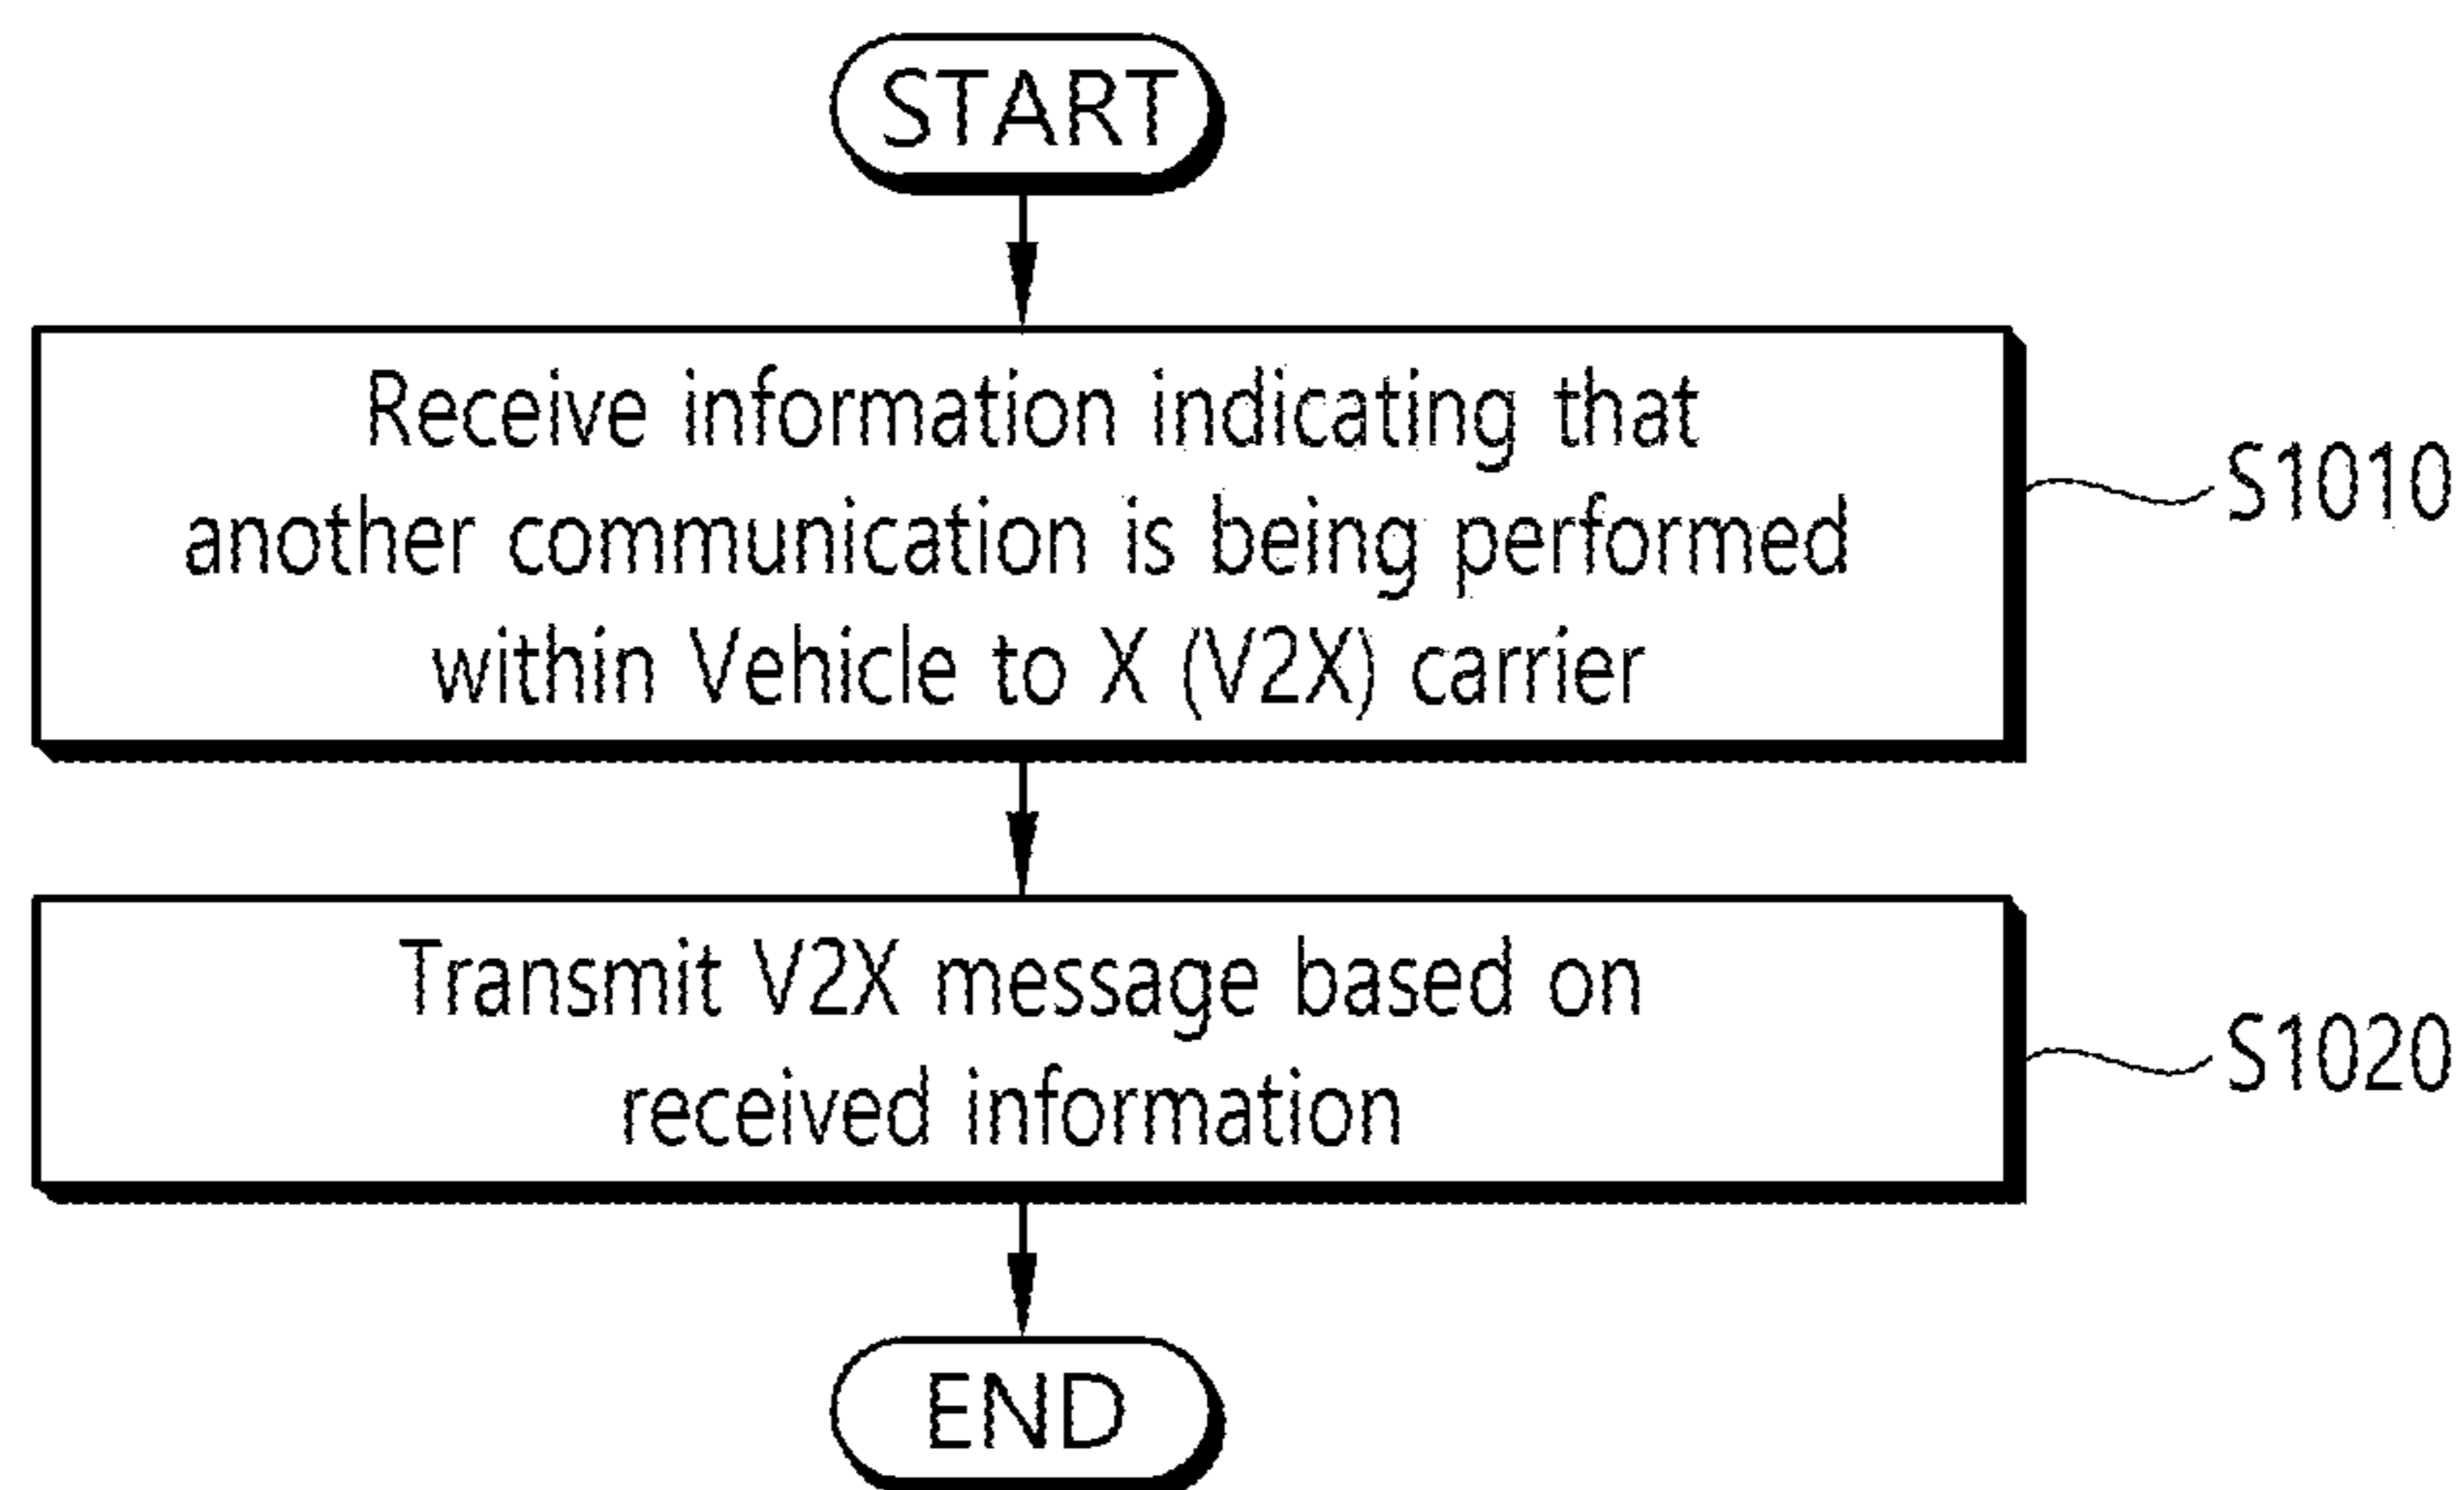 START
Receive information indicating that
another communication is being performed
within Vehicle to X (V2X) carrier
S1010
Transmit V2X message based on
received information
S1020
END